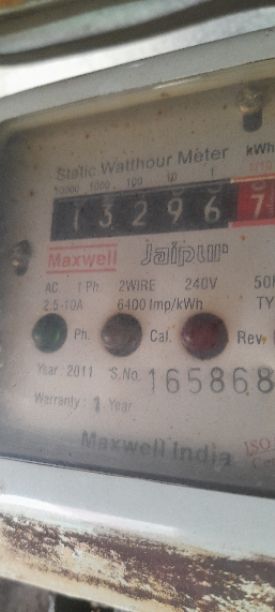 Static Watthour Meter kWh
10000 1000 100 10 1
13296 7
Maxwell Jaipur
AC. 1 Ph. 2WIRE 240V
2.5-10A 6400 Imp/kWh
Ph. Cal. Rev.
Year : 2011 S.No. 165868
Warranty : 1 Year
Maxwell India